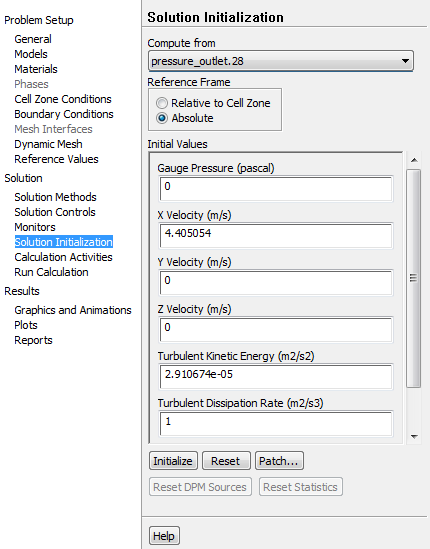 Problem Setup
General
Models
Materials
Phases
Cell Zone Conditions
Boundary Conditions
Mesh Interfaces
Dynamic Mesh
Reference Values
Solution
Solution Methods
Solution Controls
Monitors
Solution Initialization
Calculation Activities
Run Calculation
Results
Graphics and Animations
Plots
Reports
Solution Initialization
Compute from
pressure_outlet.28
Reference Frame
Relative to Cell Zone
Absolute
Initial Values
Gauge Pressure (pascal)
0
X Velocity (m/s)
4.405054
Y Velocity (m/s)
0
Z Velocity (m/s)
0
Turbulent Kinetic Energy (m2/s2)
2.910674e-05
Turbulent Dissipation Rate (m2/s3)
1
Initialize Reset Patch...
Reset DPM Sources Reset Statistics
Help